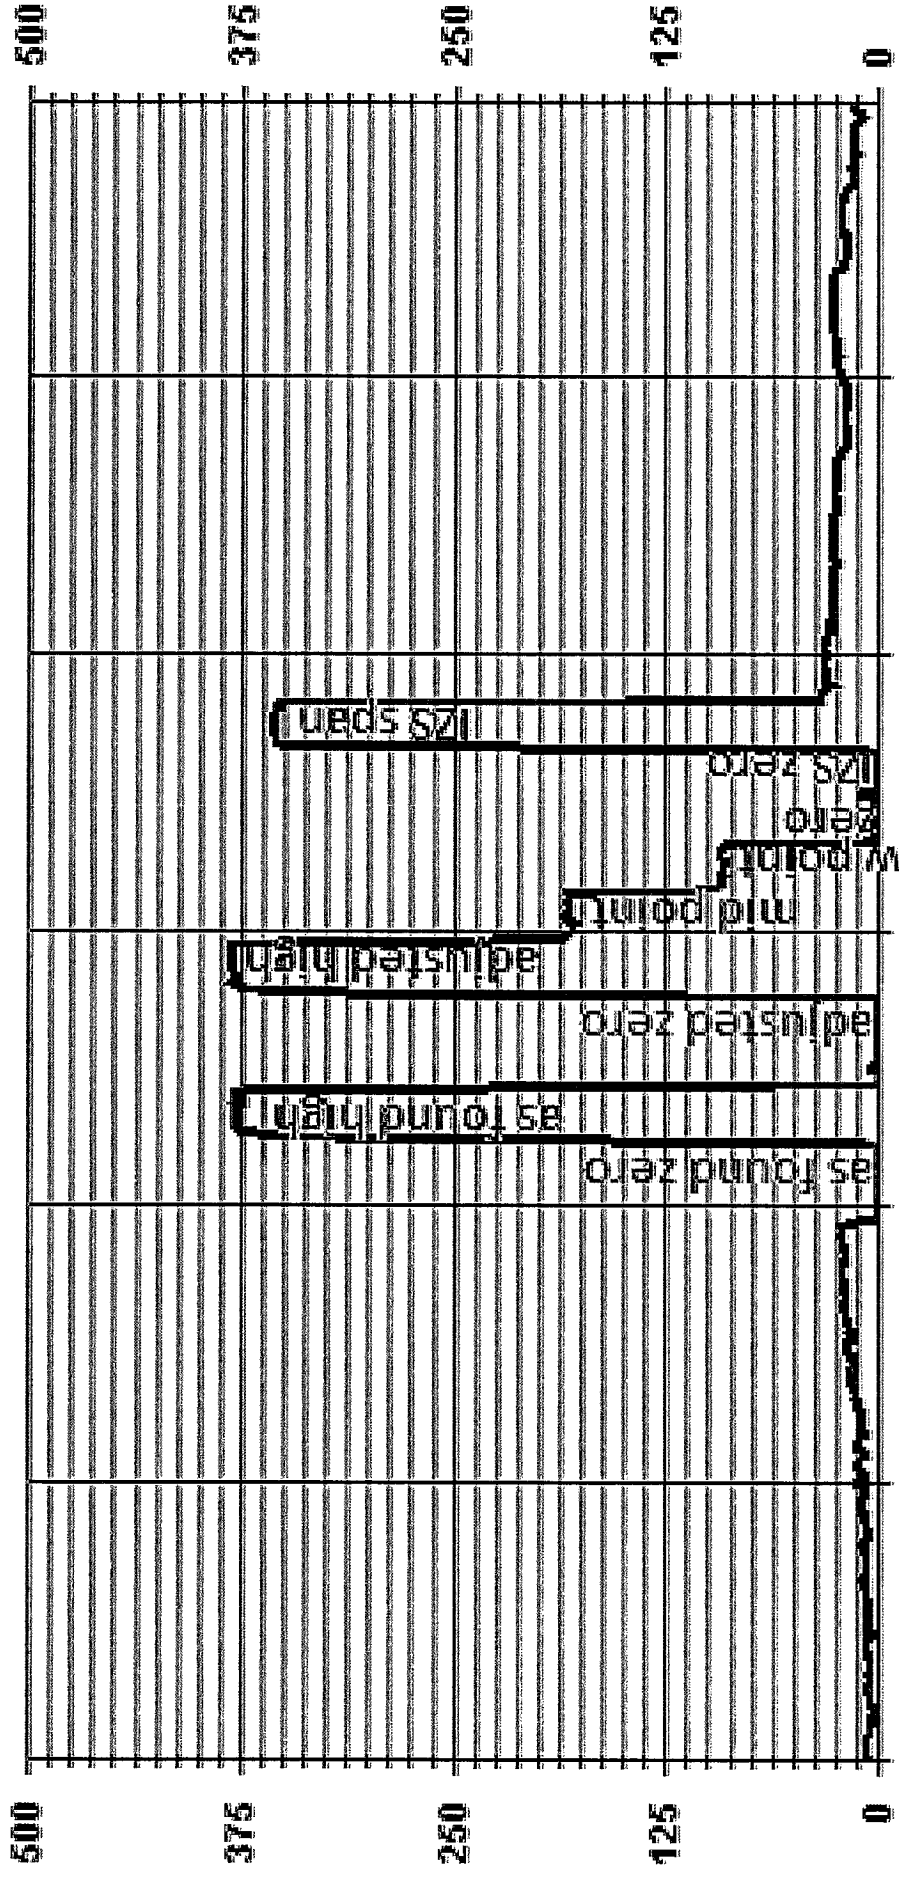 500
375
250
125
0
as found zero
as found high
adjusted zero
adjusted high
mid point
w point
zero
IZS zero
IZS span
500
375
250
125
0